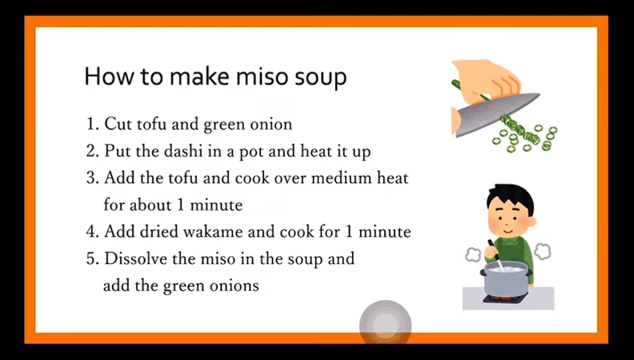 How to make miso soup
1. Cut tofu and green onion
2. Put the dashi in a pot and heat it up
3. Add the tofu and cook over medium heat
for about 1 minute
4. Add dried wakame and cook for 1 minute
5. Dissolve the miso in the soup and
add the green onions